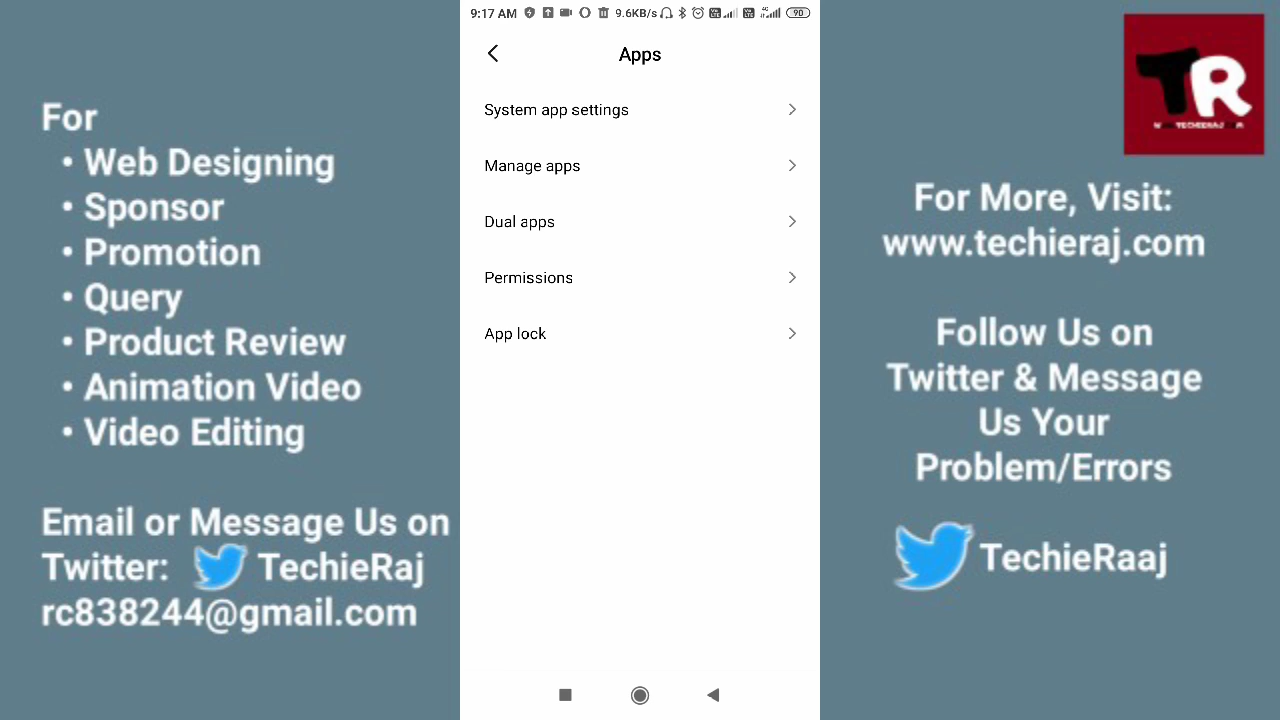 For
• Web Designing
• Sponsor
• Promotion
• Query
• Product Review
• Animation Video
• Video Editing
Email or Message Us on
Twitter: TechieRaj
rc838244@gmail.com
9:17 AM 9.6KB/s 4G 90
Apps
System app settings
Manage apps
Dual apps
Permissions
App lock
TR
For More, Visit:
www.techieraj.com
Follow Us on
Twitter & Message
Us Your
Problem/Errors
TechieRaaj